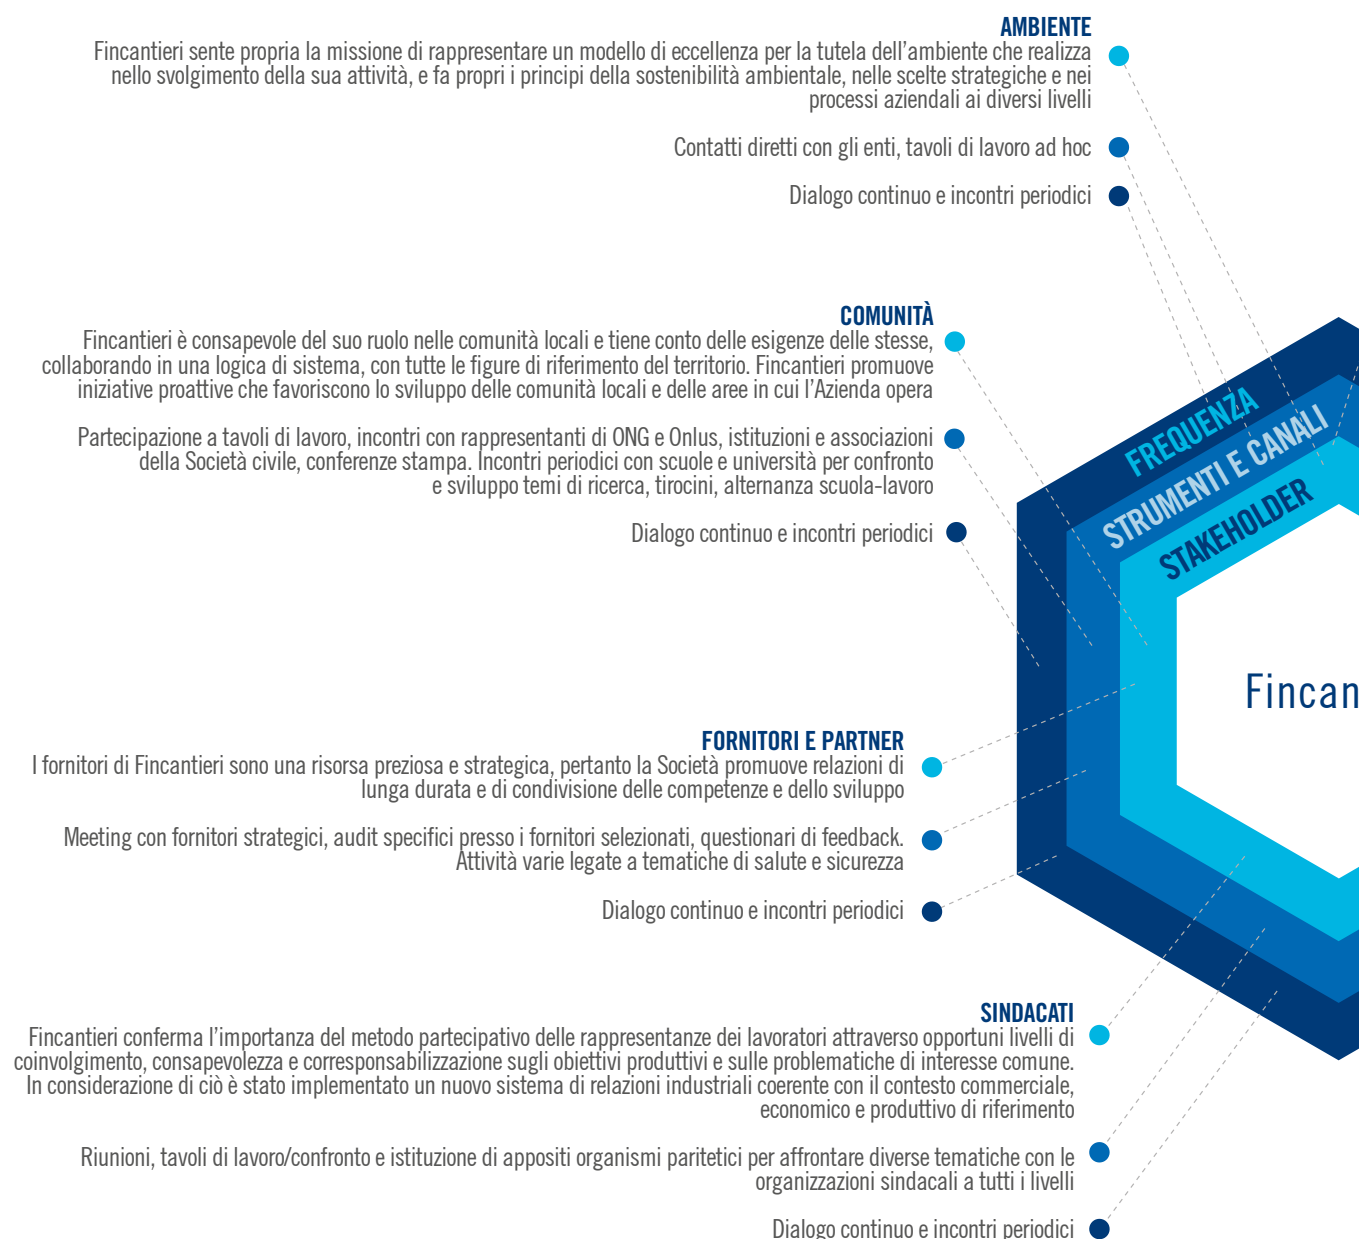 AMBIENTE
Fincantieri sente propria la missione di rappresentare un modello di eccellenza per la tutela dell’ambiente che realizza
nello svolgimento della sua attività, e fa propri i principi della sostenibilità ambientale, nelle scelte strategiche e nei
processi aziendali ai diversi livelli
Contatti diretti con gli enti, tavoli di lavoro ad hoc
Dialogo continuo e incontri periodici
COMUNITÀ
Fincantieri è consapevole del suo ruolo nelle comunità locali e tiene conto delle esigenze delle stesse,
collaborando in una logica di sistema, con tutte le figure di riferimento del territorio. Fincantieri promuove
iniziative proattive che favoriscono lo sviluppo delle comunità locali e delle aree in cui l’Azienda opera
Partecipazione a tavoli di lavoro, incontri con rappresentanti di ONG e Onlus, istituzioni e associazioni
della Società civile, conferenze stampa. Incontri periodici con scuole e università per confronto
e sviluppo temi di ricerca, tirocini, alternanza scuola-lavoro
Dialogo continuo e incontri periodici
FREQUENZA
STRUMENTI E CANALI
STAKEHOLDER
Fincan
FORNITORI E PARTNER
I fornitori di Fincantieri sono una risorsa preziosa e strategica, pertanto la Società promuove relazioni di
lunga durata e di condivisione delle competenze e dello sviluppo
Meeting con fornitori strategici, audit specifici presso i fornitori selezionati, questionari di feedback.
Attività varie legate a tematiche di salute e sicurezza
Dialogo continuo e incontri periodici
SINDACATI
Fincantieri conferma l’importanza del metodo partecipativo delle rappresentanze dei lavoratori attraverso opportuni livelli di
coinvolgimento, consapevolezza e corresponsabilizzazione sugli obiettivi produttivi e sulle problematiche di interesse comune.
In considerazione di ciò è stato implementato un nuovo sistema di relazioni industriali coerente con il contesto commerciale,
economico e produttivo di riferimento
Riunioni, tavoli di lavoro/confronto e istituzione di appositi organismi paritetici per affrontare diverse tematiche con le
organizzazioni sindacali a tutti i livelli
Dialogo continuo e incontri periodici